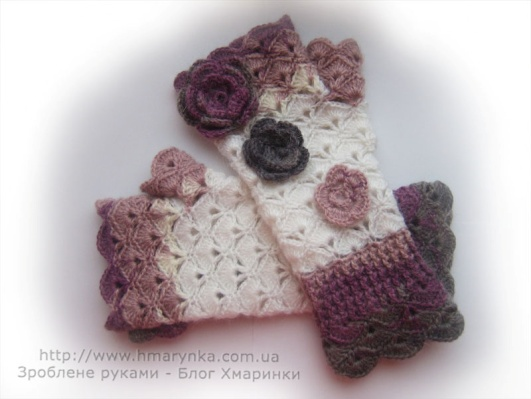 http://www.hmarynka.com.ua
Зроблене руками - Блог Хмаринки